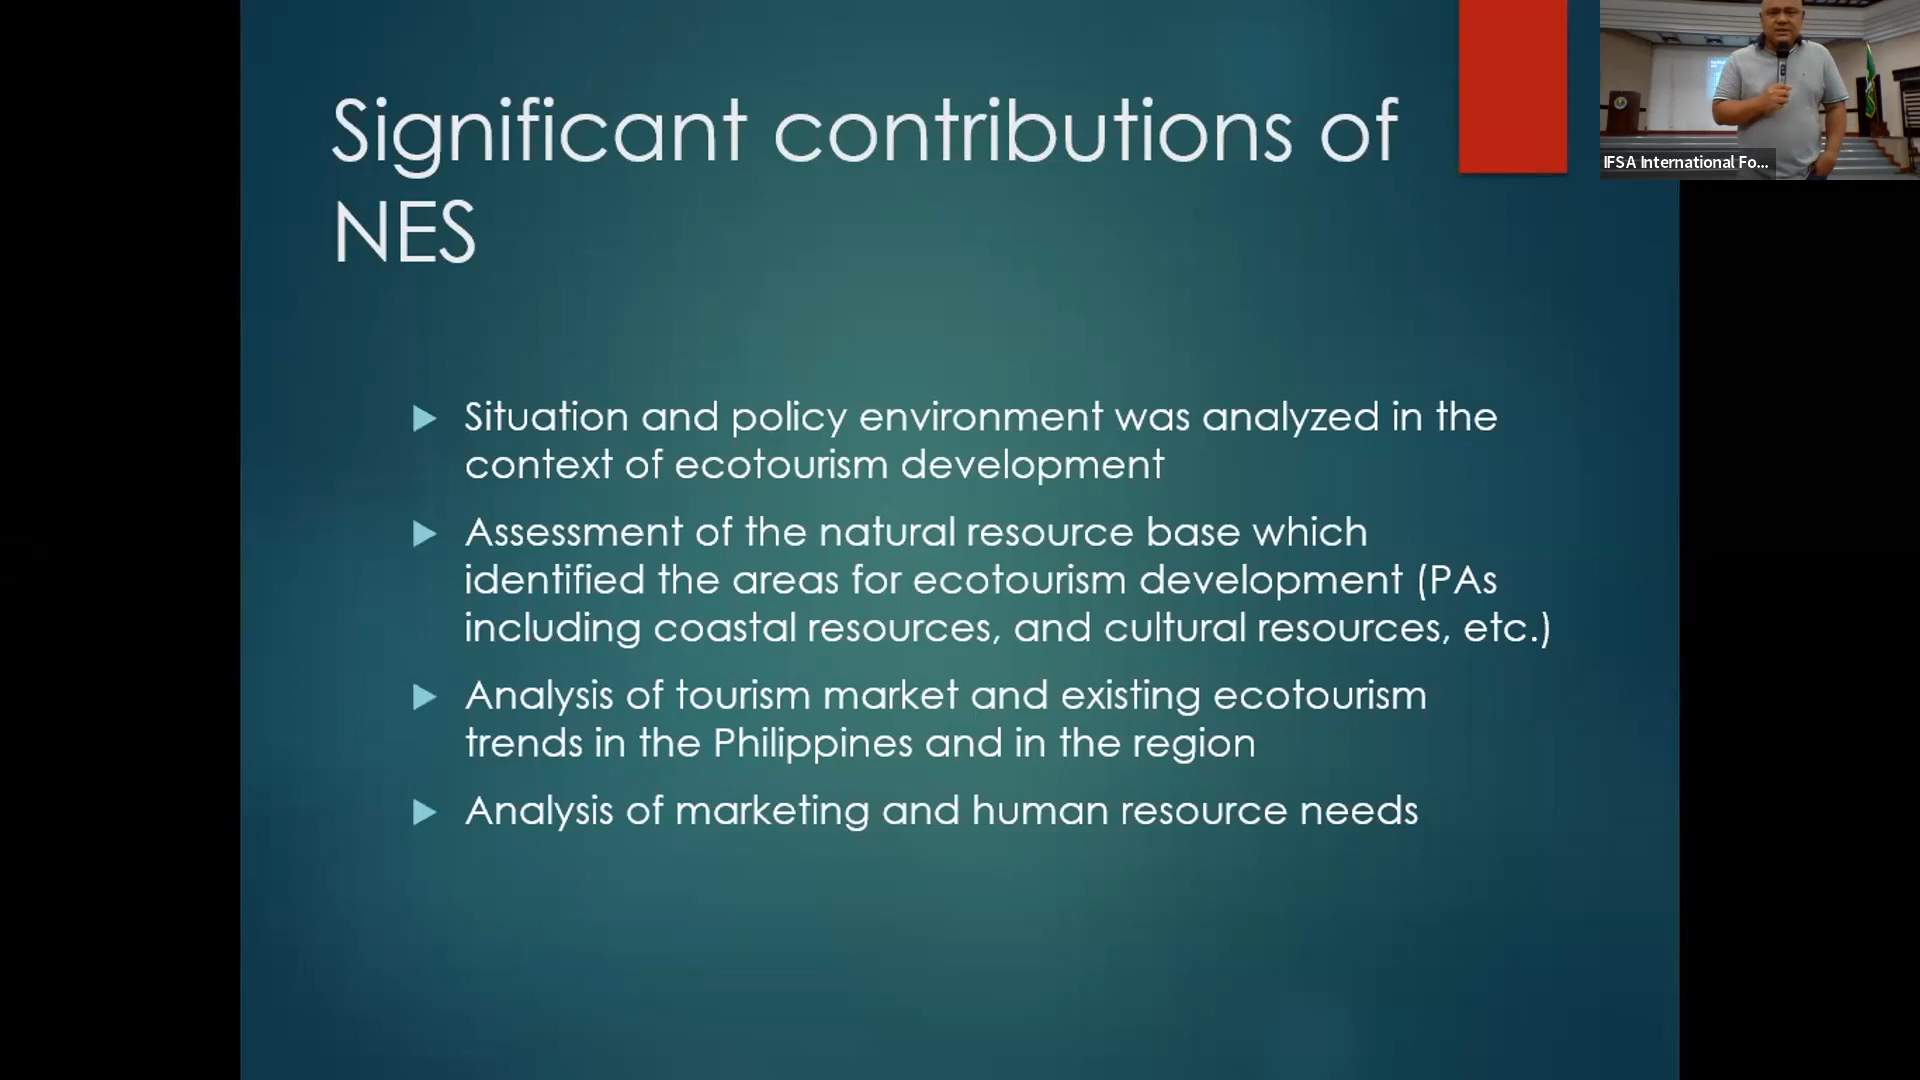 Significant contributions of
NES
Situation and policy environment was analyzed in the
context of ecotourism development
Assessment of the natural resource base which
identified the areas for ecotourism development (PAs
including coastal resources, and cultural resources, etc.)
Analysis of tourism market and existing ecotourism
trends in the Philippines and in the region
Analysis of marketing and human resource needs
IFSA International Fo...